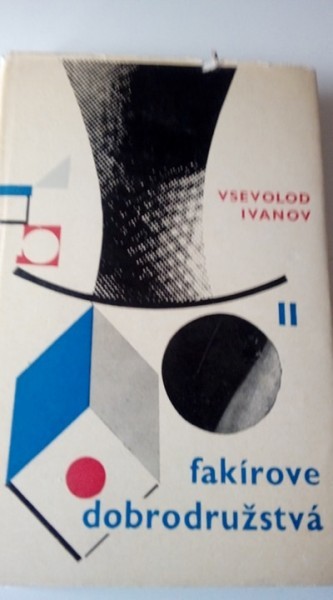 VSEVOLOD
IVANOV
II
fakírove
dobrodružstvá